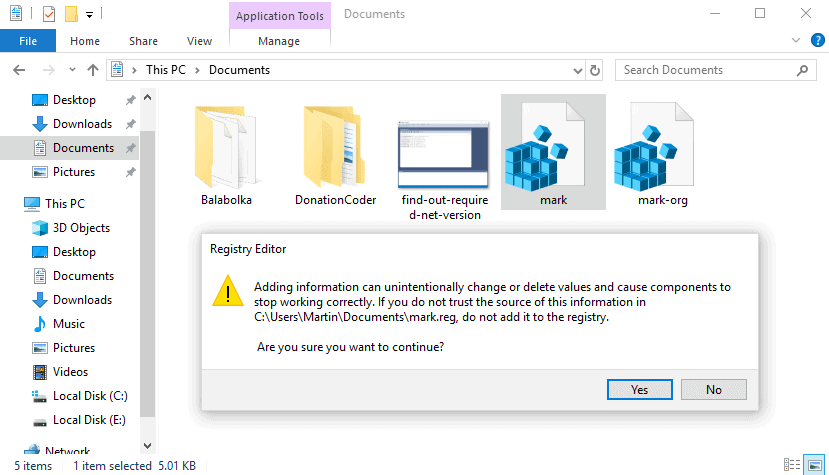 Application Tools
Documents
File
Home
Share
View
Manage
This PC
Documents
Search Documents
Desktop
Downloads
Documents
Pictures
This PC
3D Objects
Desktop
Documents
Downloads
Music
Pictures
Videos
Local Disk (C:)
Local Disk (E:)
Network
Balabolka
DonationCoder
find-out-require
d-net-version
mark
mark-org
Registry Editor
Adding information can unintentionally change or delete values and cause components to
stop working correctly. If you do not trust the source of this information in
C:\Users\Martin\Documents\mark.reg, do not add it to the registry.
Are you sure you want to continue?
Yes
No
5 items
1 item selected
5.01 KB